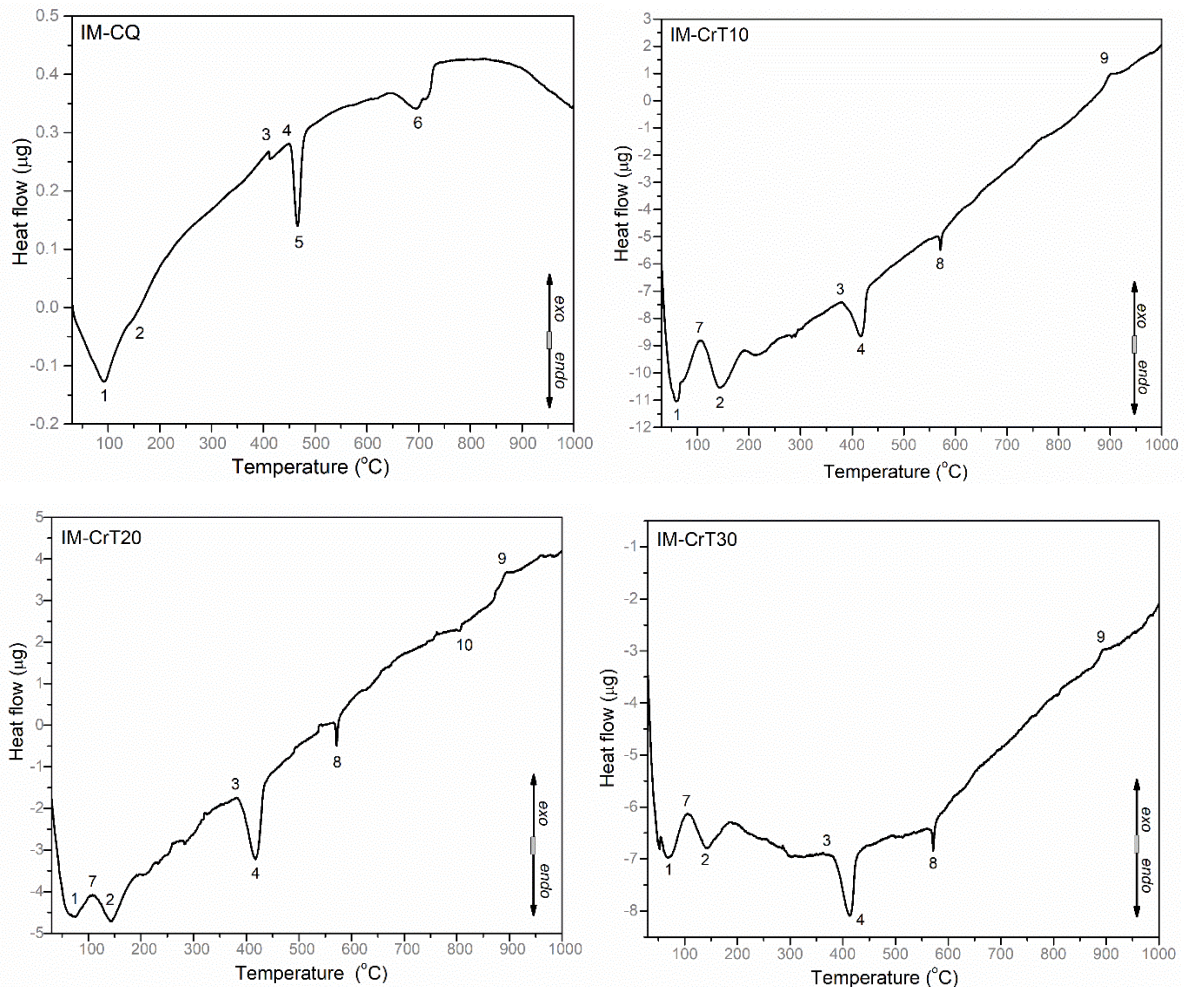 IM-CQ
Heat flow (μg)
0.5
0.4
0.3
0.2
0.1
0.0
-0.1
-0.2
1
2
3
4
5
6
exo
endo
100 200 300 400 500 600 700 800 900 1000
Temperature (°C)
IM-CrT10
Heat flow (μg)
3
2
1
0
-1
-2
-3
-4
-5
-6
-7
-8
-9
-10
-11
-12
1
7
2
3
4
8
9
exo
endo
100 200 300 400 500 600 700 800 900 1000
Temperature (°C)
IM-CrT20
Heat flow (μg)
5
4
3
2
1
0
-1
-2
-3
-4
-5
1
7
2
3
4
8
10
9
exo
endo
100 200 300 400 500 600 700 800 900 1000
Temperature (°C)
IM-CrT30
Heat flow (μg)
-1
-2
-3
-4
-5
-6
-7
-8
1
7
2
3
4
8
9
exo
endo
100 200 300 400 500 600 700 800 900 1000
Temperature (°C)